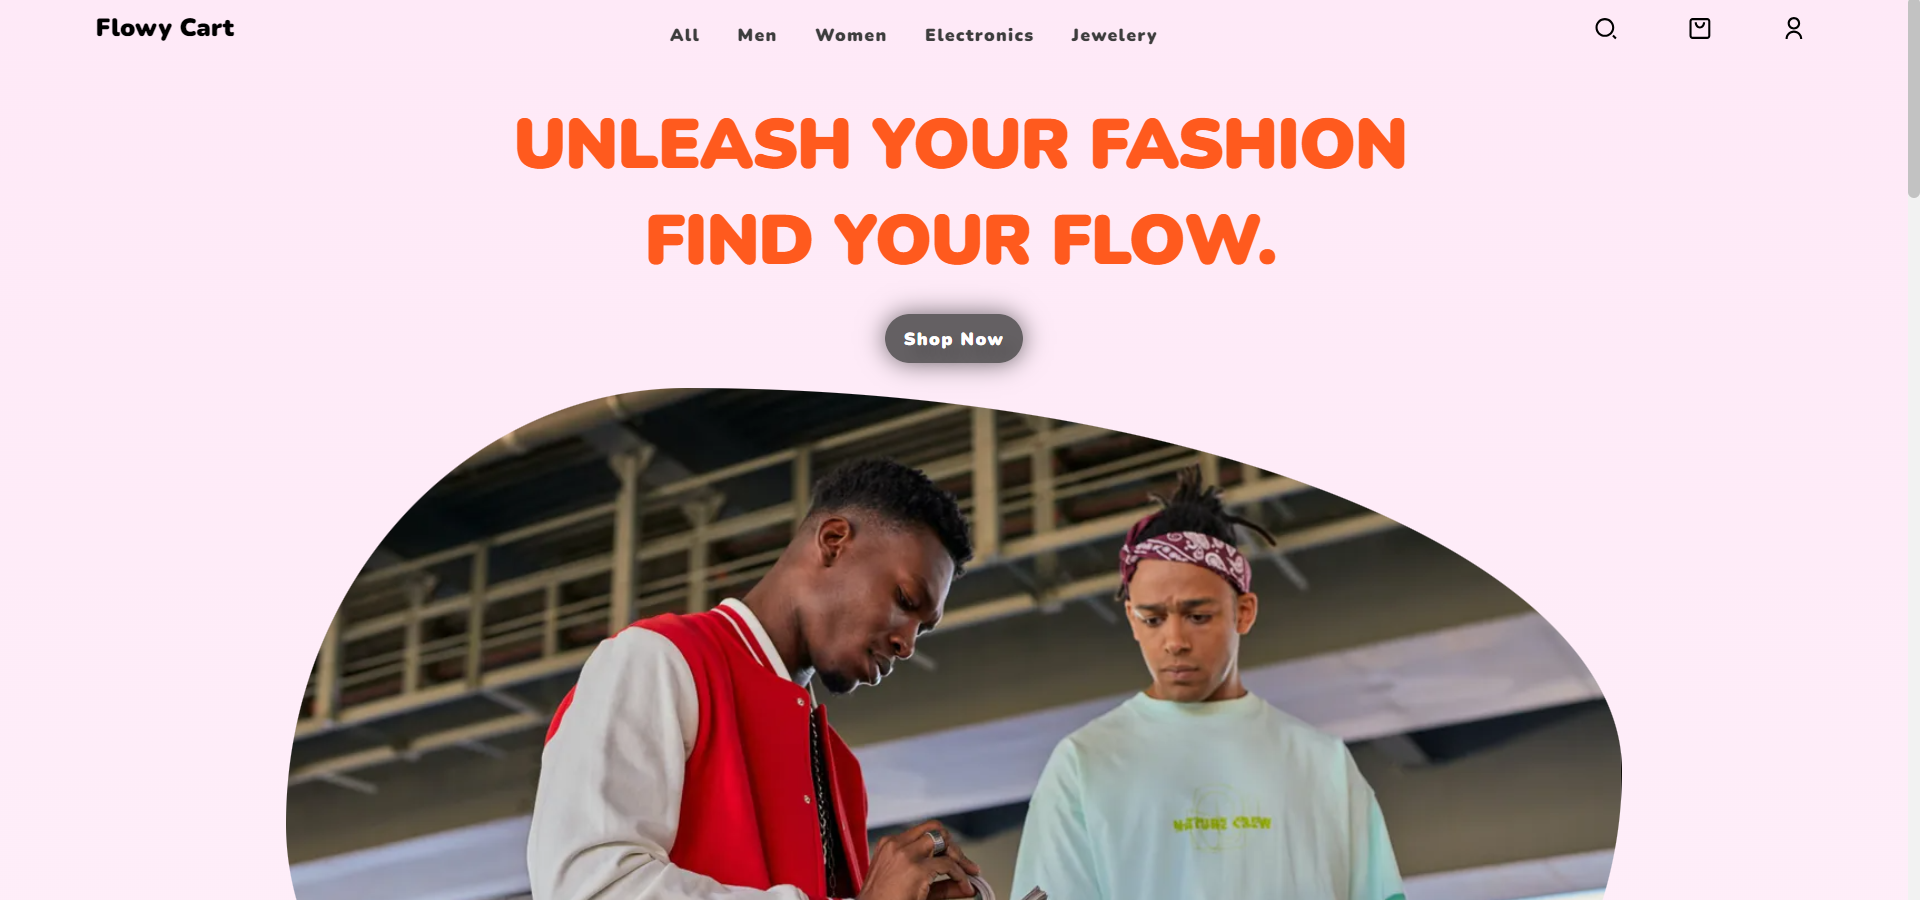 Flowy Cart
All Men Women Electronics Jewelery
UNLEASH YOUR FASHION
FIND YOUR FLOW.
Shop Now
NATURE CREW